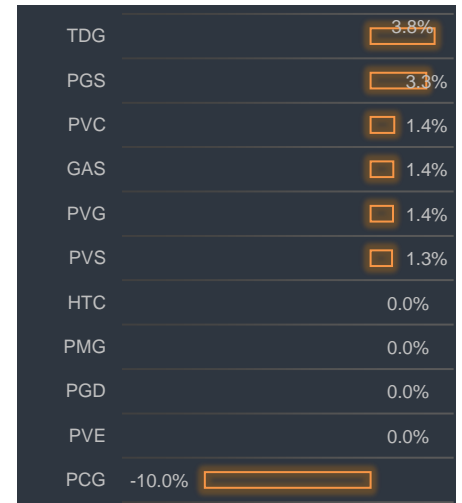 TDG 3.8%
PGS 3.3%
PVC 1.4%
GAS 1.4%
PVG 1.4%
PVS 1.3%
HTC 0.0%
PMG 0.0%
PGD 0.0%
PVE 0.0%
PCG -10.0%